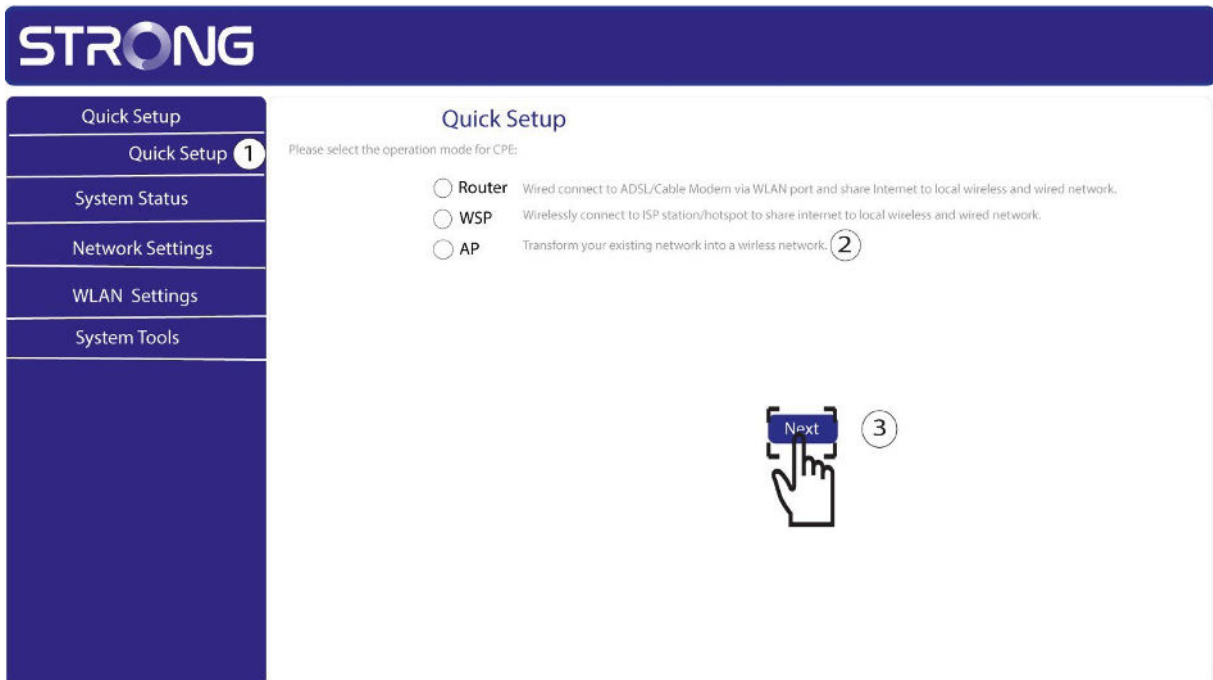 STRONG
Quick Setup
Quick Setup 1
System Status
Network Settings
WLAN Settings
System Tools
Quick Setup
Please select the operation mode for CPE:
Router Wired connect to ADSL/Cable Modem via WLAN port and share Internet to local wireless and wired network.
WSP Wirelessly connect to ISP station/hotspot to share internet to local wireless and wired network.
AP Transform your existing network into a wirless network. 2
Next 3